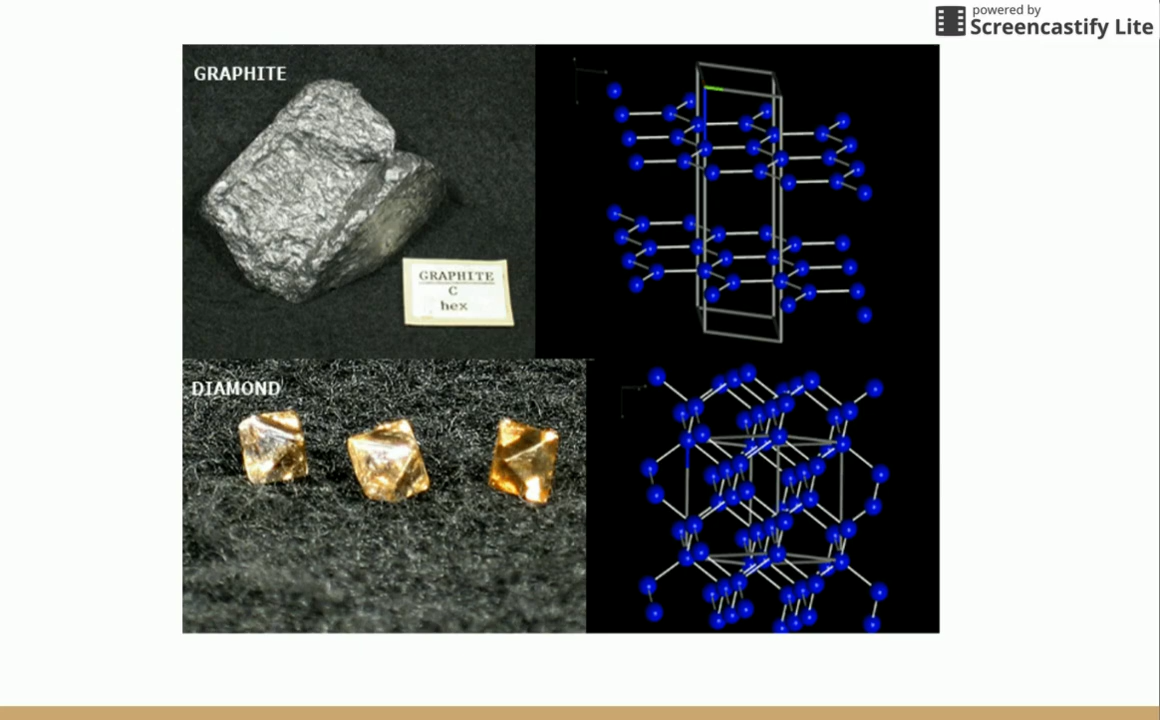 powered by
Screencastify Lite
GRAPHITE
GRAPHITE
C
hex
DIAMOND